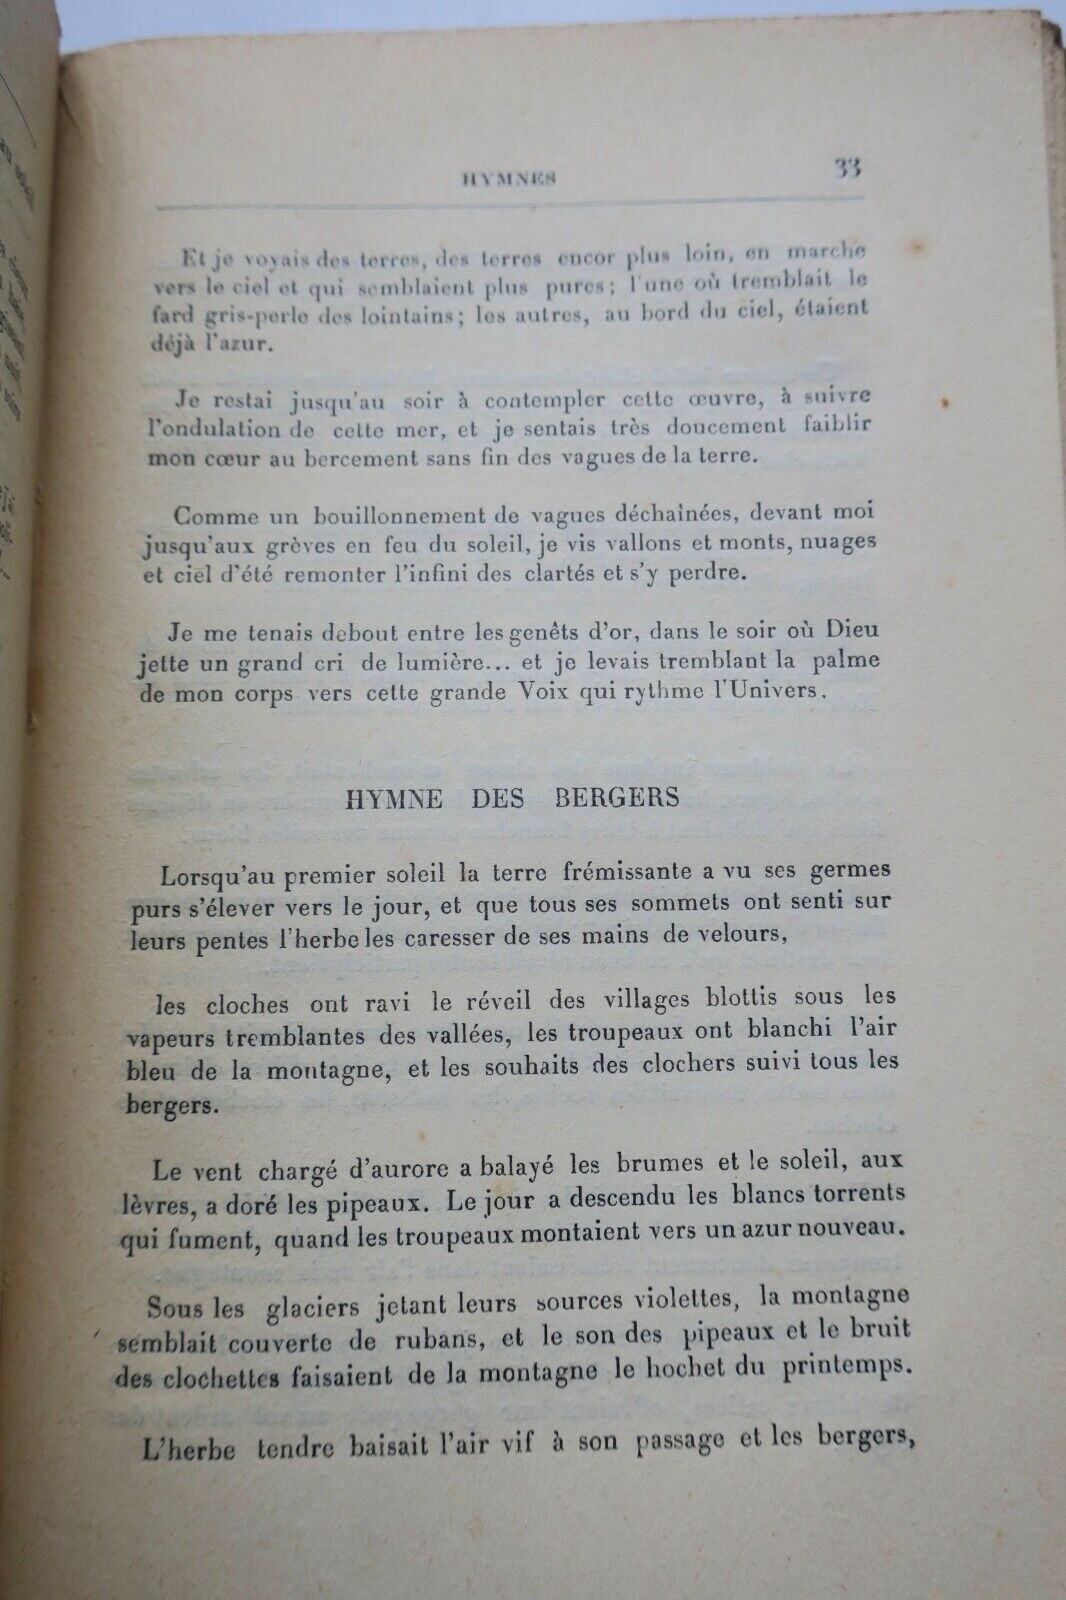 HYMNES 33
Et je voyais des terres, des terres encor plus loin, en marche
vers le ciel et qui semblaient plus pures; l'une où tremblait le
fard gris-perle des lointains; les autres, au bord du ciel, étaient
déjà l'azur.
Je restai jusqu'au soir à contempler cette œuvre, à suivre
l'ondulation de cette mer, et je sentais très doucement faiblir
mon cœur au bercement sans fin des vagues de la terre.
Comme un bouillonnement de vagues déchaînées, devant moi
jusqu'aux grèves en feu du soleil, je vis vallons et monts, nuages
et ciel d'été remonter l'infini des clartés et s'y perdre.
Je me tenais debout entre les genêts d'or, dans le soir où Dieu
jette un grand cri de lumière... et je levais tremblant la palme
de mon corps vers cette grande Voix qui rythme l'Univers.
HYMNE DES BERGERS
Lorsqu'au premier soleil la terre frémissante a vu ses germes
purs s'élever vers le jour, et que tous ses sommets ont senti sur
leurs pentes l'herbe les caresser de ses mains de velours,
les cloches ont ravi le réveil des villages blottis sous les
vapeurs tremblantes des vallées, les troupeaux ont blanchi l'air
bleu de la montagne, et les souhaits des clochers suivi tous les
bergers.
Le vent chargé d'aurore a balayé les brumes et le soleil, aux
lèvres, a doré les pipeaux. Le jour a descendu les blancs torrents
qui fument, quand les troupeaux montaient vers un azur nouveau.
Sous les glaciers jetant leurs sources violettes, la montagne
semblait couverte de rubans, et le son des pipeaux et le bruit
des clochettes faisaient de la montagne le hochet du printemps.
L'herbe tendre baisait l'air vif à son passage et les bergers,